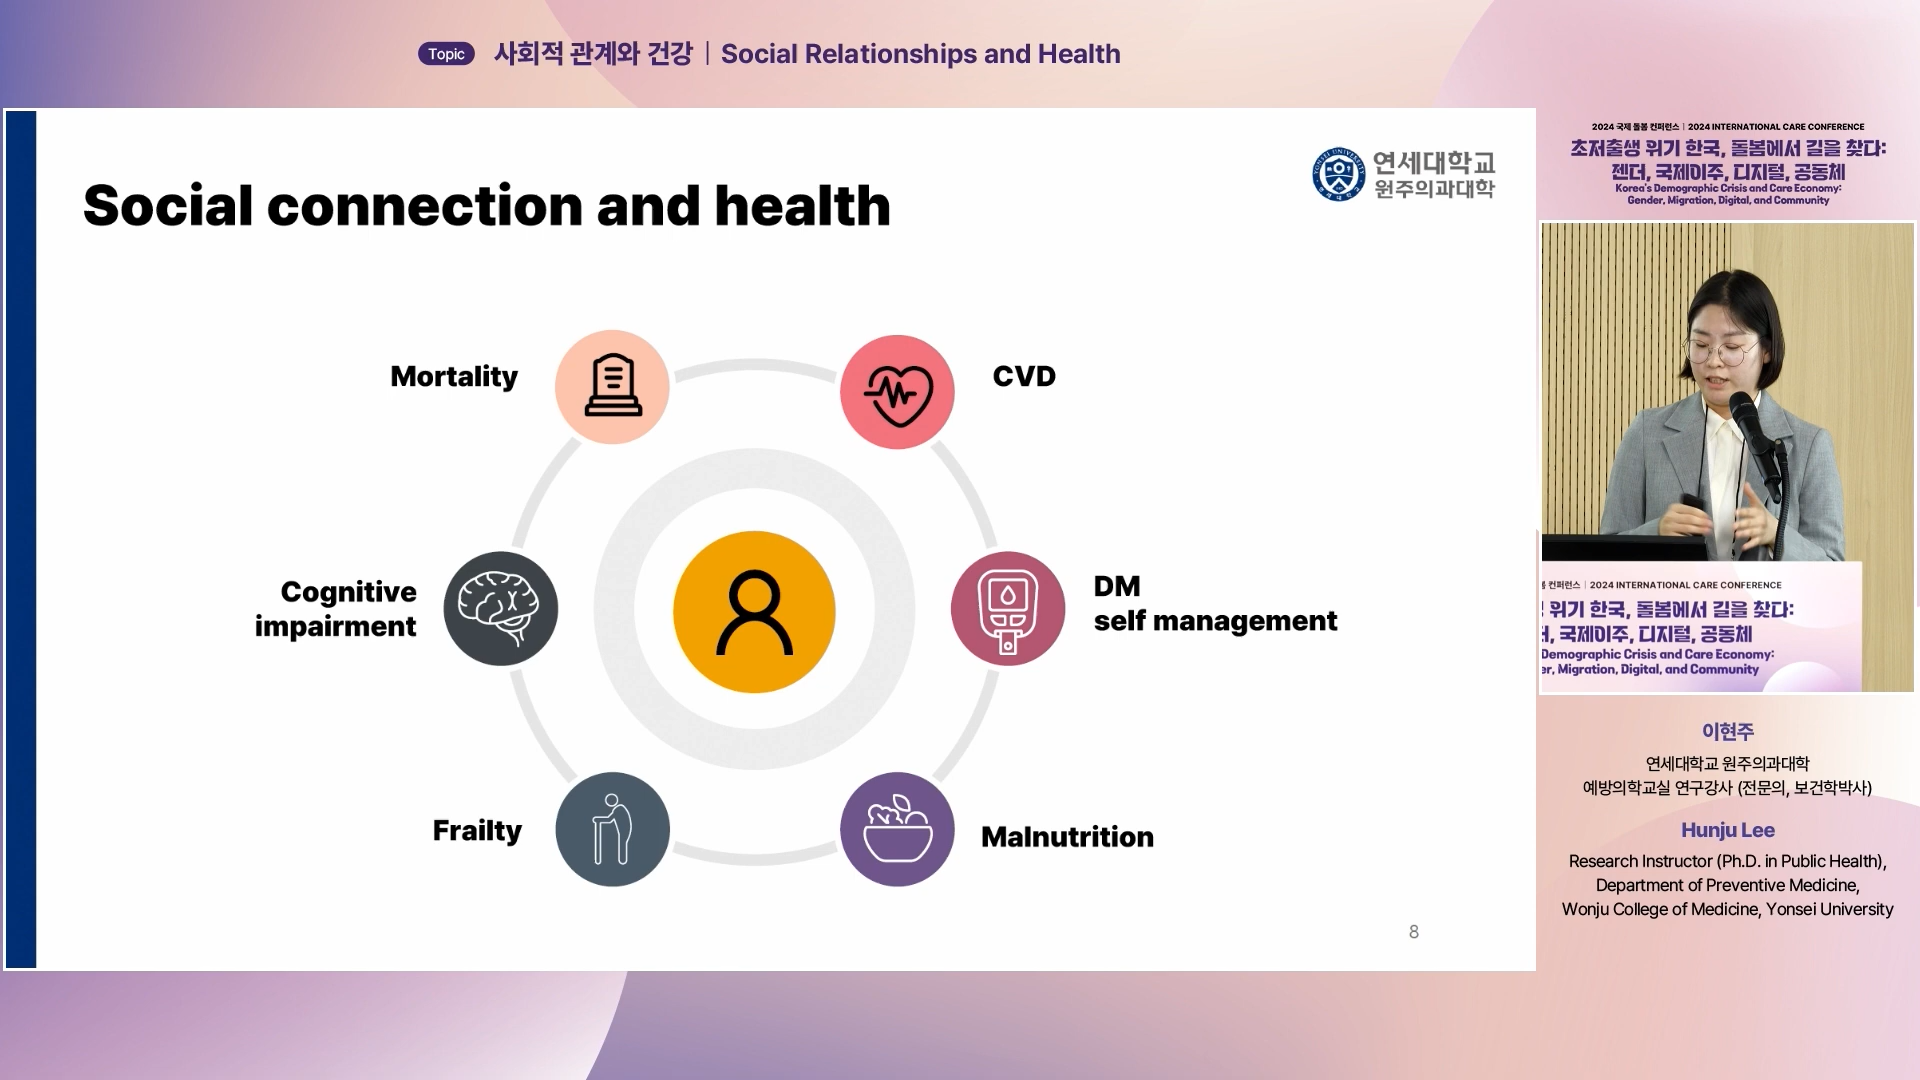 Topic 사회적 관계와 건강 | Social Relationships and Health
Social connection and health
연세대학교
원주의과대학
Mortality
CVD
Cognitive
impairment
DM
self management
Frailty
Malnutrition
8
2024 국제 돌봄 컨퍼런스 | 2024 INTERNATIONAL CARE CONFERENCE
초저출생 위기 한국, 돌봄에서 길을 찾다:
젠더, 국제이주, 디지털, 공동체
Korea's Demographic Crisis and Care Economy:
Gender, Migration, Digital, and Community
컨퍼런스 | 2024 INTERNATIONAL CARE CONFERENCE
위기 한국, 돌봄에서 길을 찾다:
국제이주, 디지털, 공동체
Demographic Crisis and Care Economy:
er, Migration, Digital, and Community
이현주
연세대학교 원주의과대학
예방의학교실 연구강사 (전문의, 보건학박사)
Hunju Lee
Research Instructor (Ph.D. in Public Health),
Department of Preventive Medicine,
Wonju College of Medicine, Yonsei University